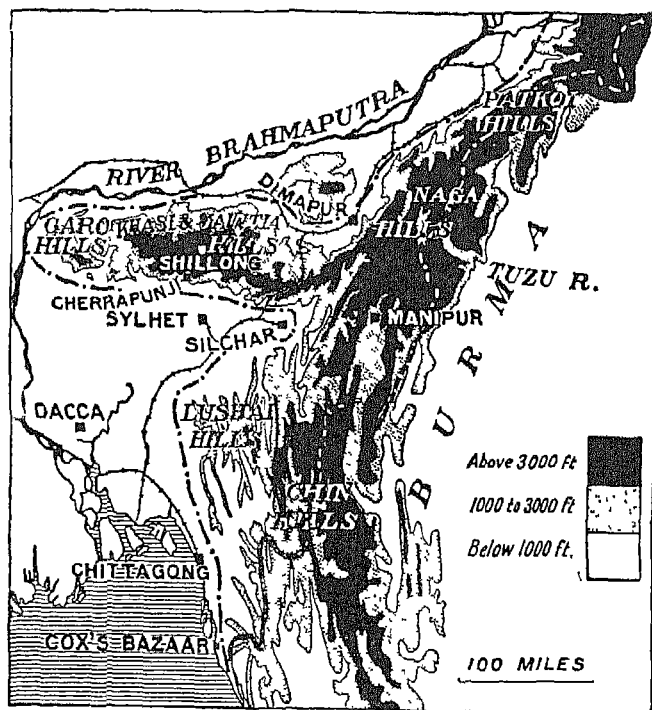 PATKO
HILLS
RIVER BRAHMAPUTRA
DIMAPUR
NAGA
HILLS
GARO
HILLS
KHASI & JAINTIA
HILLS
SHILLONG
TUZU R.
CHERRAPUNJI
SYLHET
MANIPUR
SILCHAR
BURMA
DACCA
LUSHAI
HILLS
Above 3000 ft
1000 to 3000 ft
Below 1000 ft.
CHIN
HILLS
CHITTAGONG
COX'S BAZAAR
100 MILES